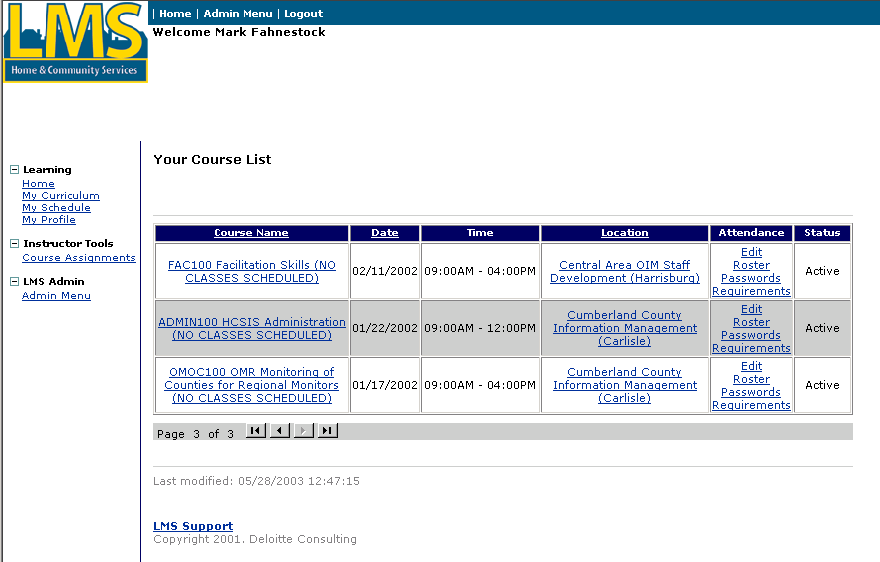 LMS
Home & Community Services
| Home | Admin Menu | Logout
Welcome Mark Fahnestock
Learning
Home
My Curriculum
My Schedule
My Profile
Instructor Tools
Course Assignments
LMS Admin
Admin Menu
Your Course List
Course Name Date Time Location Attendance Status
FAC100 Facilitation Skills (NO
CLASSES SCHEDULED)
02/11/2002
09:00AM - 04:00PM
Central Area OIM Staff
Development (Harrisburg)
Edit
Roster
Passwords
Requirements
Active
ADMIN100 HCSIS Administration
(NO CLASSES SCHEDULED)
01/22/2002
09:00AM - 12:00PM
Cumberland County
Information Management
(Carlisle)
Edit
Roster
Passwords
Requirements
Active
OMOC100 OMR Monitoring of
Counties for Regional Monitors
(NO CLASSES SCHEDULED)
01/17/2002
09:00AM - 04:00PM
Cumberland County
Information Management
(Carlisle)
Edit
Roster
Passwords
Requirements
Active
Page 3 of 3
Last modified: 05/28/2003 12:47:15
LMS Support
Copyright 2001. Deloitte Consulting